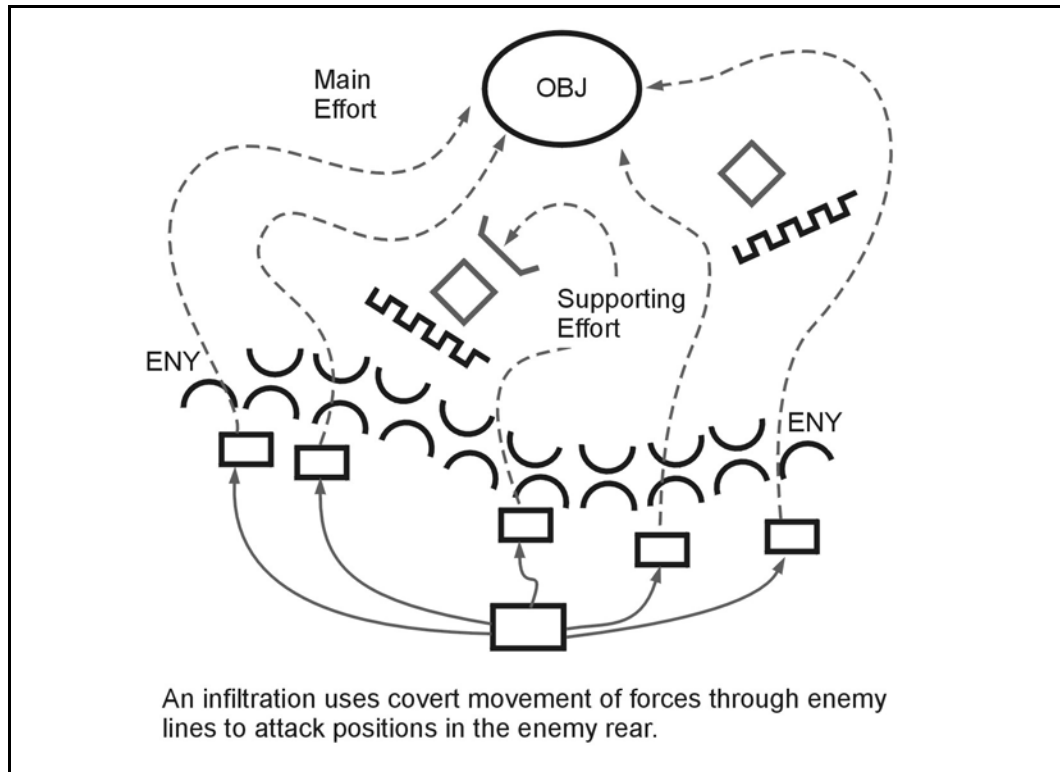 Main
Effort
OBJ
Supporting
Effort
ENY
ENY
An infiltration uses covert movement of forces through enemy
lines to attack positions in the enemy rear.